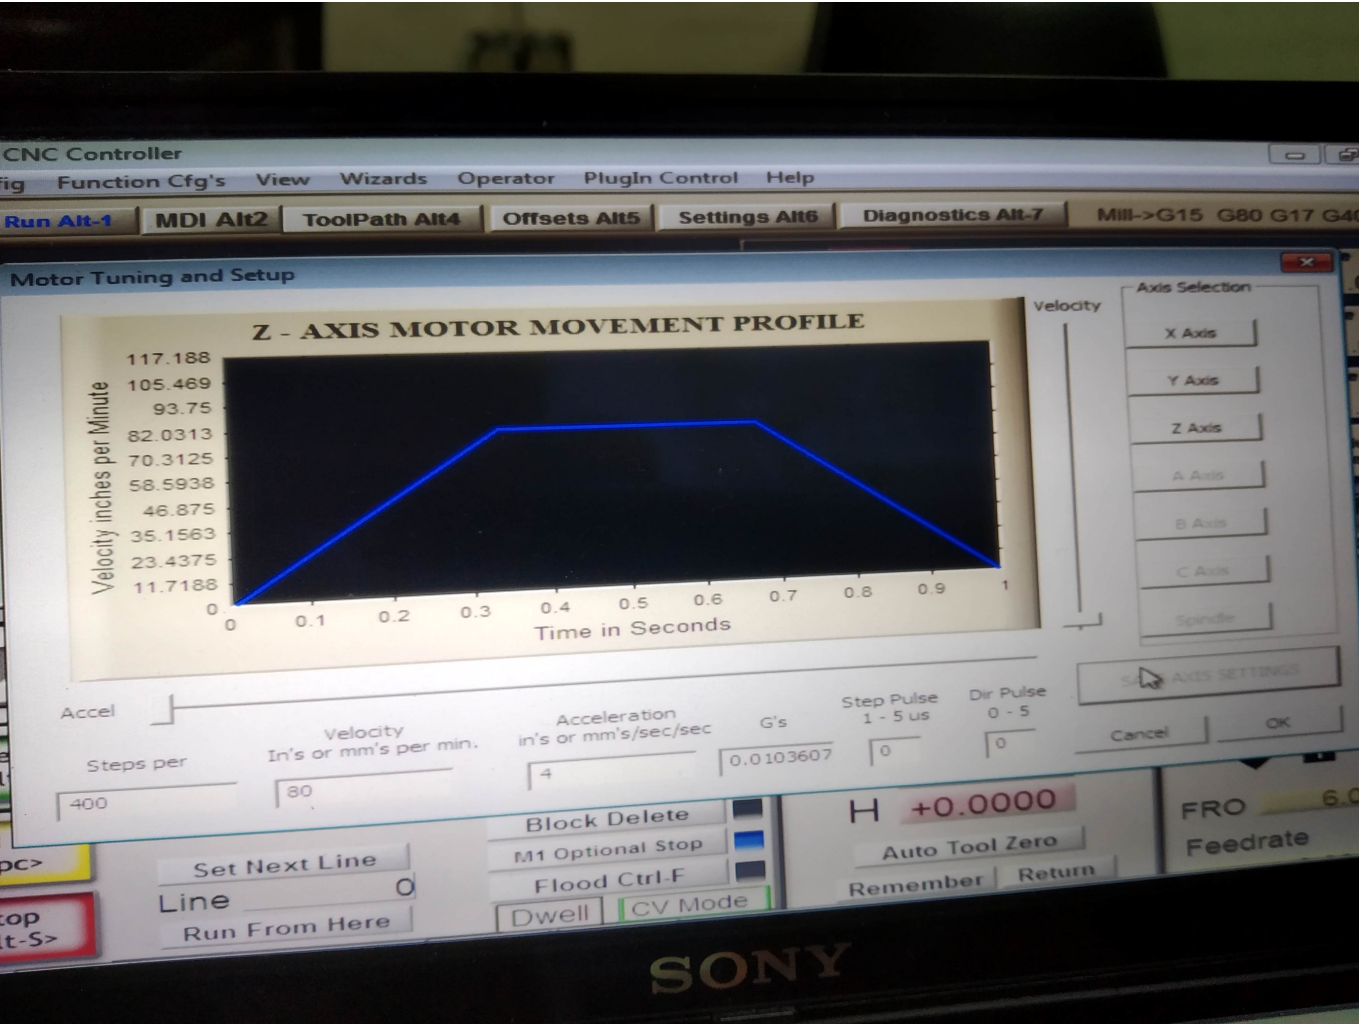 CNC Controller
fig Function Cfg's View Wizards Operator PlugIn Control Help
Run Alt-1 MDI Alt2 ToolPath Alt4 Offsets Alt5 Settings Alt6 Diagnostics Alt-7 Mill->G15 G80 G17 G40
Motor Tuning and Setup
Z - AXIS MOTOR MOVEMENT PROFILE
Velocity inches per Minute
117.188
105.469
93.75
82.0313
70.3125
58.5938
46.875
35.1563
23.4375
11.7188
0
0 0.1 0.2 0.3 0.4 0.5 0.6 0.7 0.8 0.9 1
Time in Seconds
Velocity
Axis Selection
X Axis
Y Axis
Z Axis
A Axis
B Axis
C Axis
Spindle
AXIS SETTINGS
Cancel OK
Accel
Steps per
400
Velocity
In's or mm's per min.
80
Acceleration
in's or mm's/sec/sec
4
G's
0.0103607
Step Pulse
1 - 5 us
0
Dir Pulse
0 - 5
0
pc>
top
lt-S>
Set Next Line
Line 0
Run From Here
Block Delete
M1 Optional Stop
Flood Ctrl-F
Dwell CV Mode
H +0.0000
Auto Tool Zero
Remember Return
FRO 6.0
Feedrate
SONY